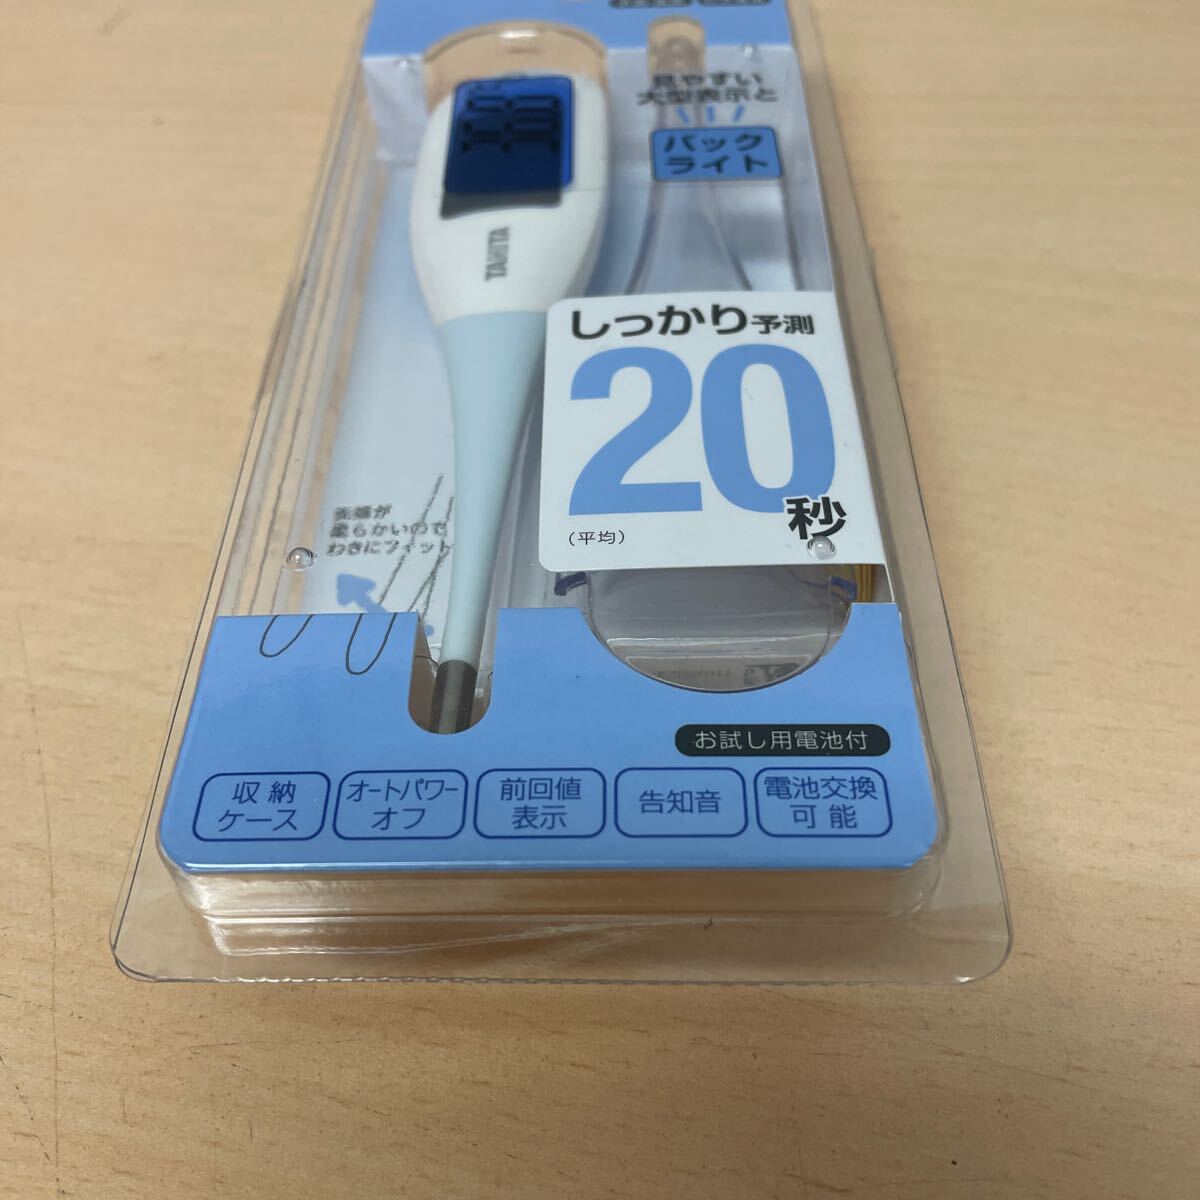 見やすい
大型表示と
バック
ライト
TANITA
しっかり予測
20秒
(平均)
先端が
柔らかいので
わきにフィット
お試し用電池付
収納
ケース
オートパワー
オフ
前回値
表示
告知音
電池交換
可能